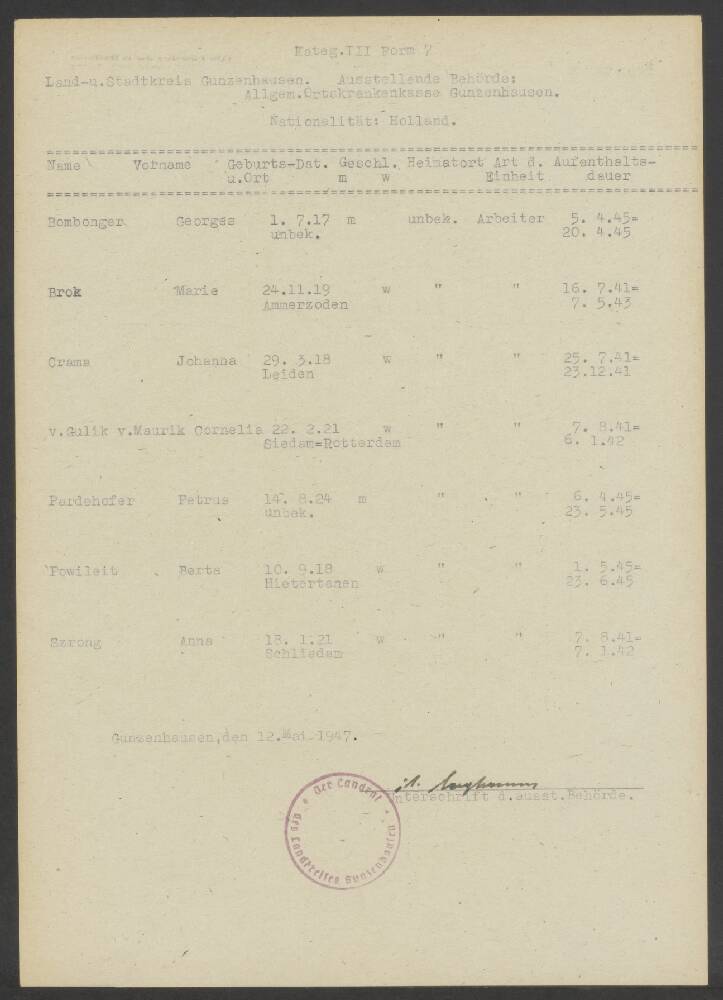 Kateg.III Form 7
Land-u.Stadtkreis Gunzenhausen. Ausstellende Behörde:
Allgem.Ortskrankenkasse Gunzenhausen.
Nationalität: Holland.
Name Vorname Geburts-Dat. Geschl. Heimatort Art d. Aufenthalts-
u.Ort m w Einheit dauer
Bombonger Georges 1. 7.17 m unbek. Arbeiter 5. 4.45=
unbek. 20. 4.45
Brok Marie 24.11.19 w " " 16. 7.41=
Ammerzoden 7. 5.43
Crama Johanna 29. 3.18 w " " 25. 7.41=
Leiden 23.12.41
v.Gulik v.Maurik Cornelia 22. 2.21 w " " 7. 8.41=
Siedam=Rotterdam 6. 1.42
Pardehofer Petrus 14. 8.24 m " " 6. 4.45=
unbek. 23. 5.45
Powileit Berta 10. 9.18 w " " 1. 5.45=
Hietertanen 23. 6.45
Szrong Anna 18. 1.21 w " " 7. 8.41=
Schliedam 7. 1.42
Gunzenhausen,den 12.Mai 1947.
Unterschrift d.ausst.Behörde.
Der Landrat
des Landkreises Gunzenhausen